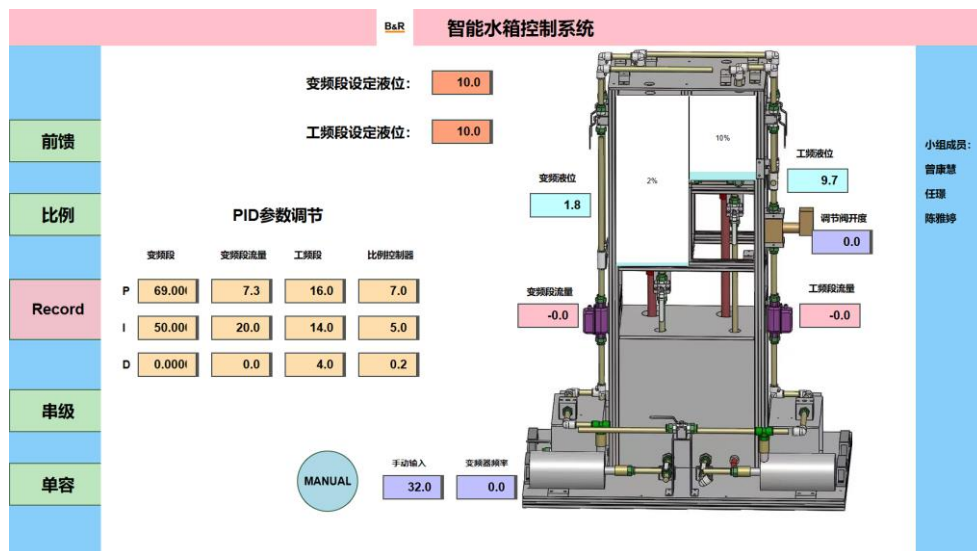 B&R
智能水箱控制系统
变频段设定液位： 10.0
工频段设定液位： 10.0
前馈
比例
Record
串级
单容
PID参数调节
变频段 变频段流量 工频段 比例控制器
P 69.000 7.3 16.0 7.0
I 50.000 20.0 14.0 5.0
D 0.0000 0.0 4.0 0.2
MANUAL
手动输入 变频器频率
32.0 0.0
2%
10%
变频液位
1.8
工频液位
9.7
调节阀开度
0.0
变频段流量
-0.0
工频段流量
-0.0
小组成员：
曾康慧
任璟
陈雅婷